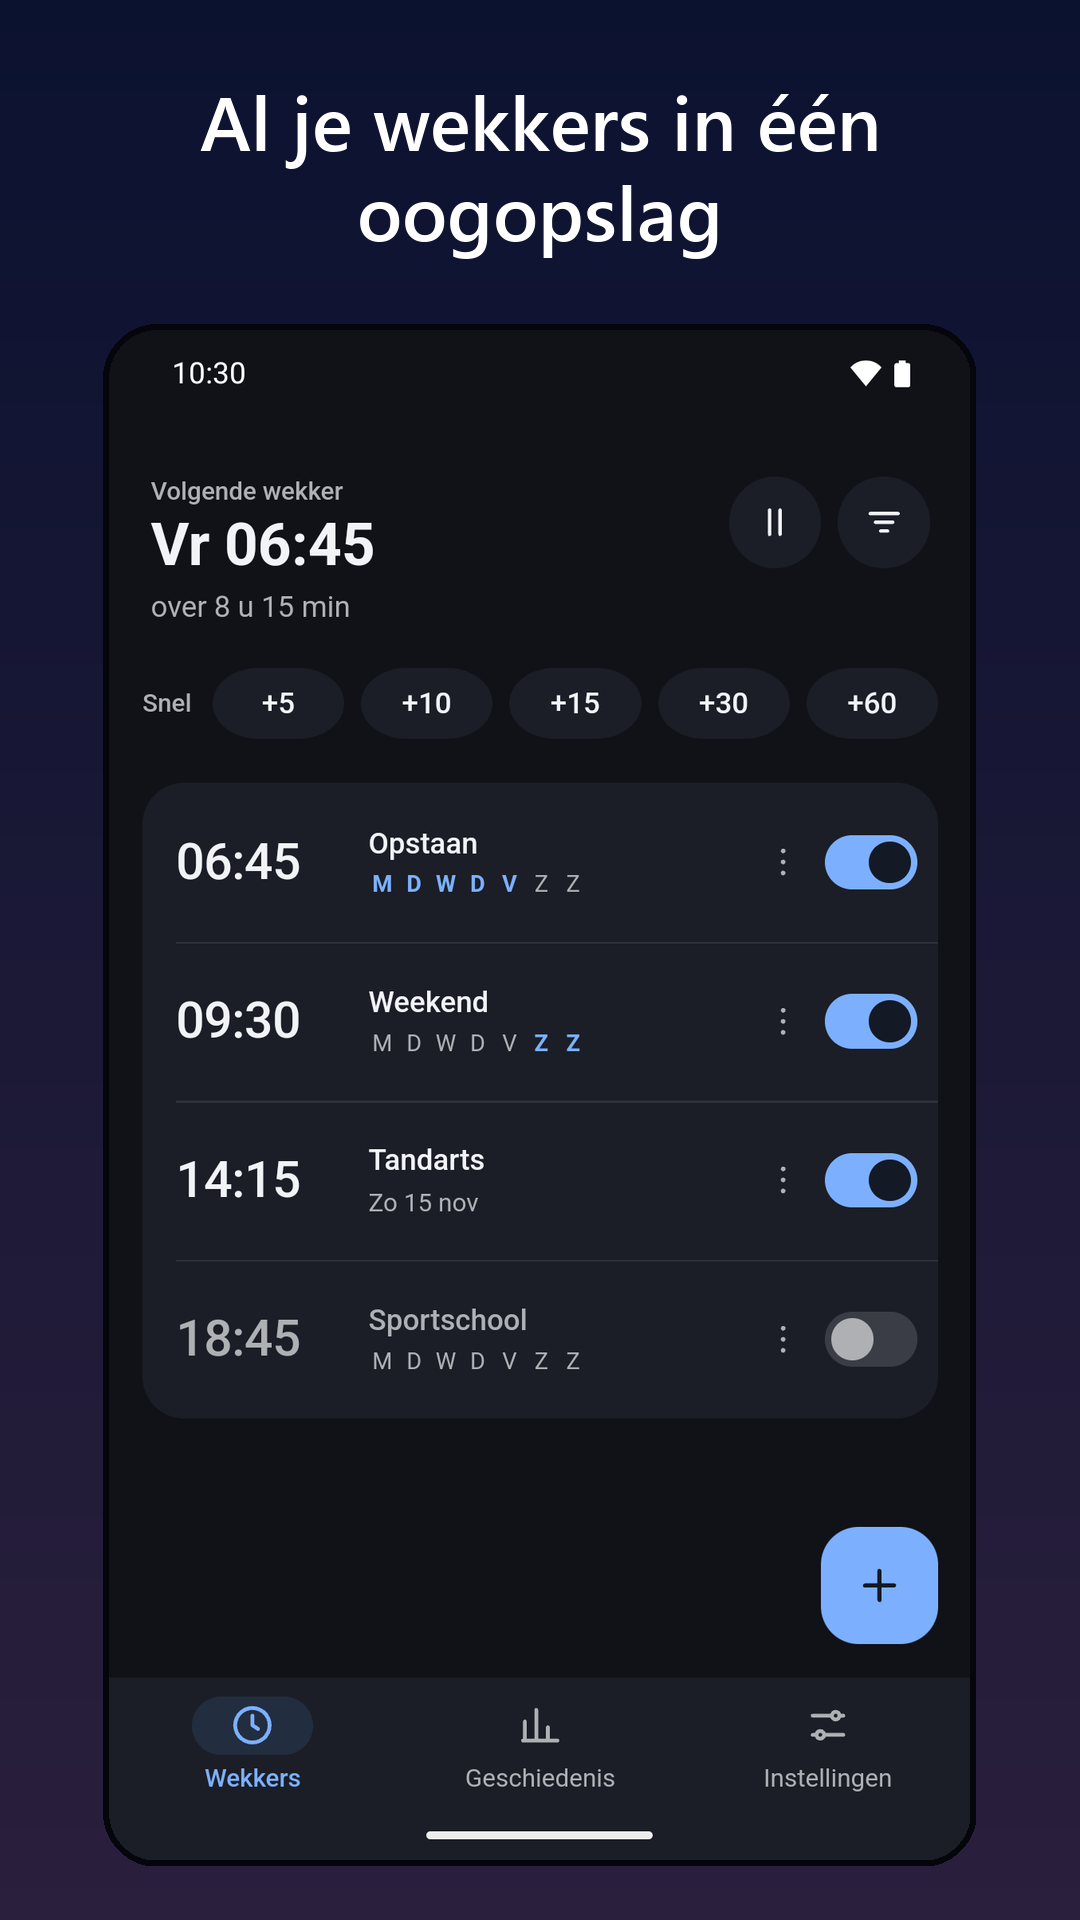 Al je wekkers in één
oogopslag
10:30
Volgende wekker
Vr 06:45
over 8 u 15 min
Snel +5 +10 +15 +30 +60
06:45 Opstaan
M D W D V Z Z
09:30 Weekend
M D W D V Z Z
14:15 Tandarts
Zo 15 nov
18:45 Sportschool
M D W D V Z Z
Wekkers Geschiedenis Instellingen